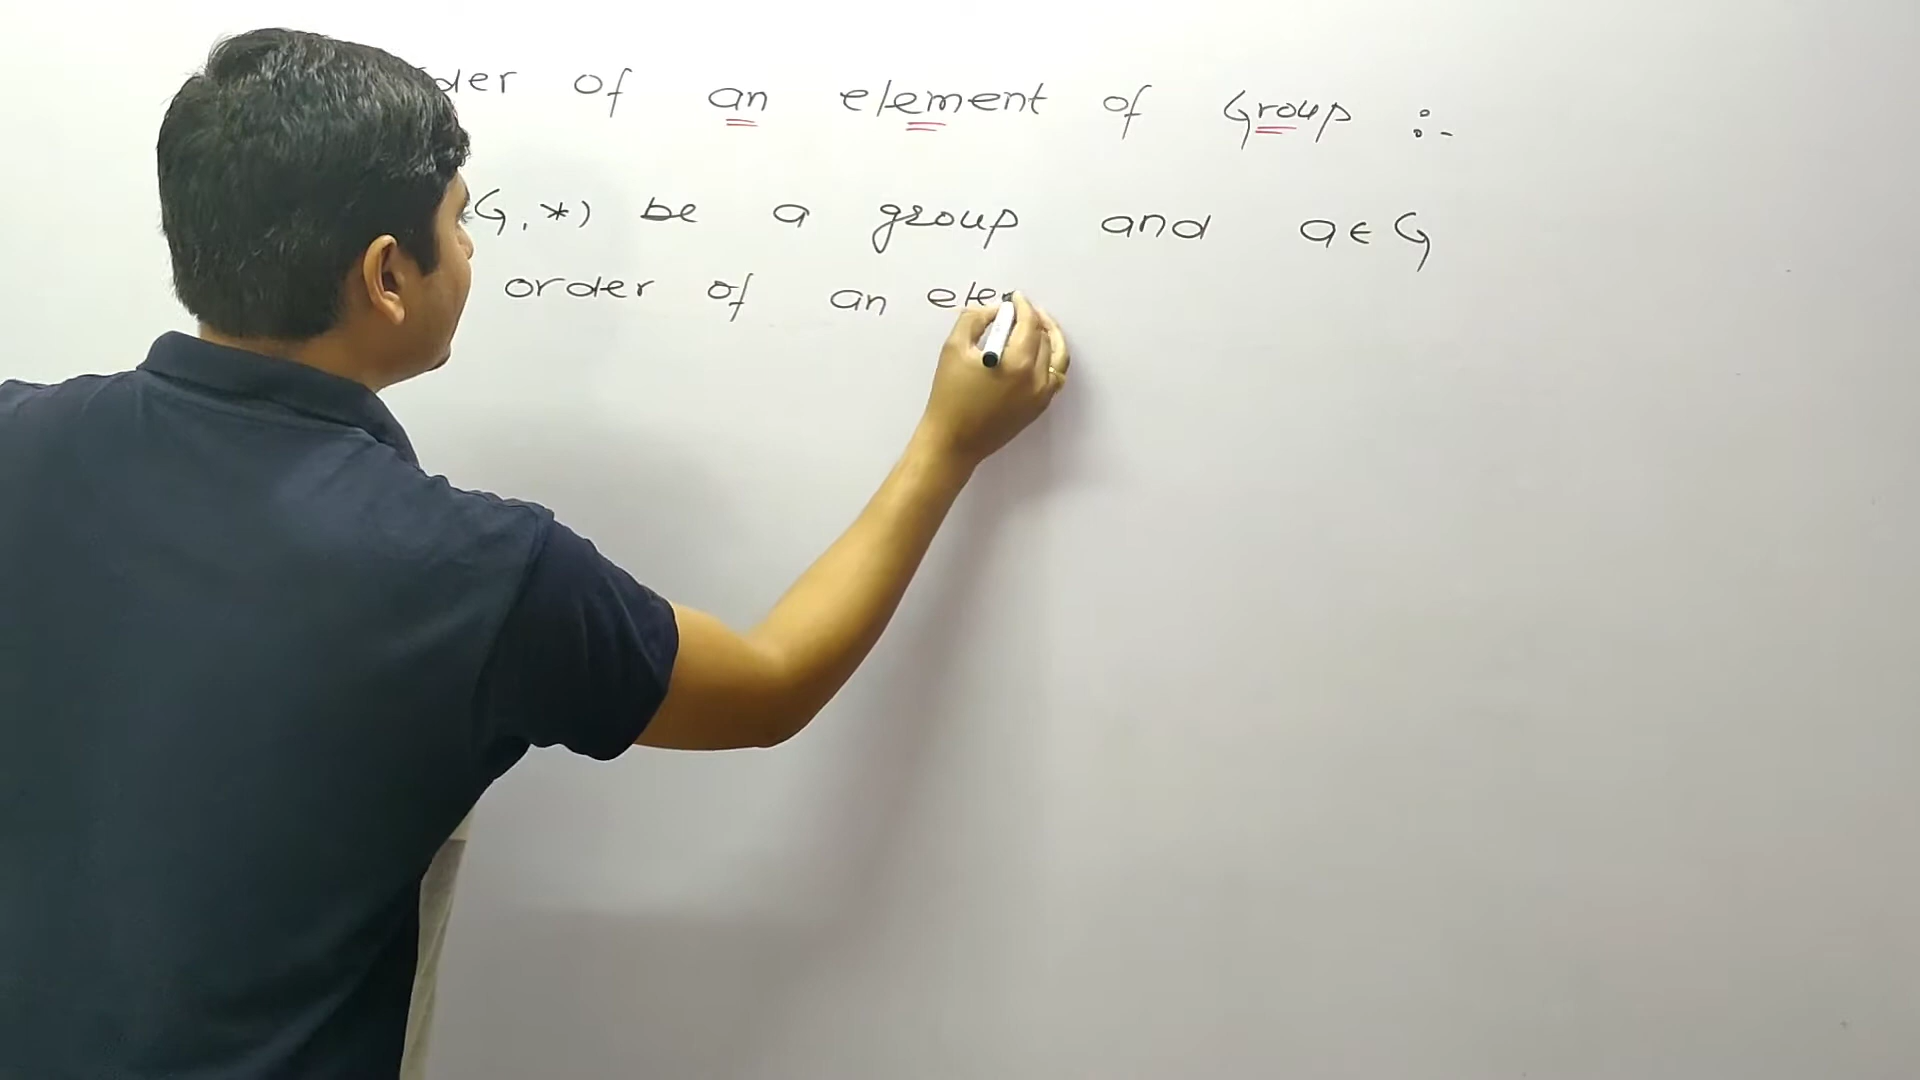 der of an element of Group :-
G, *) be a group and a ∈ G
order of an ele